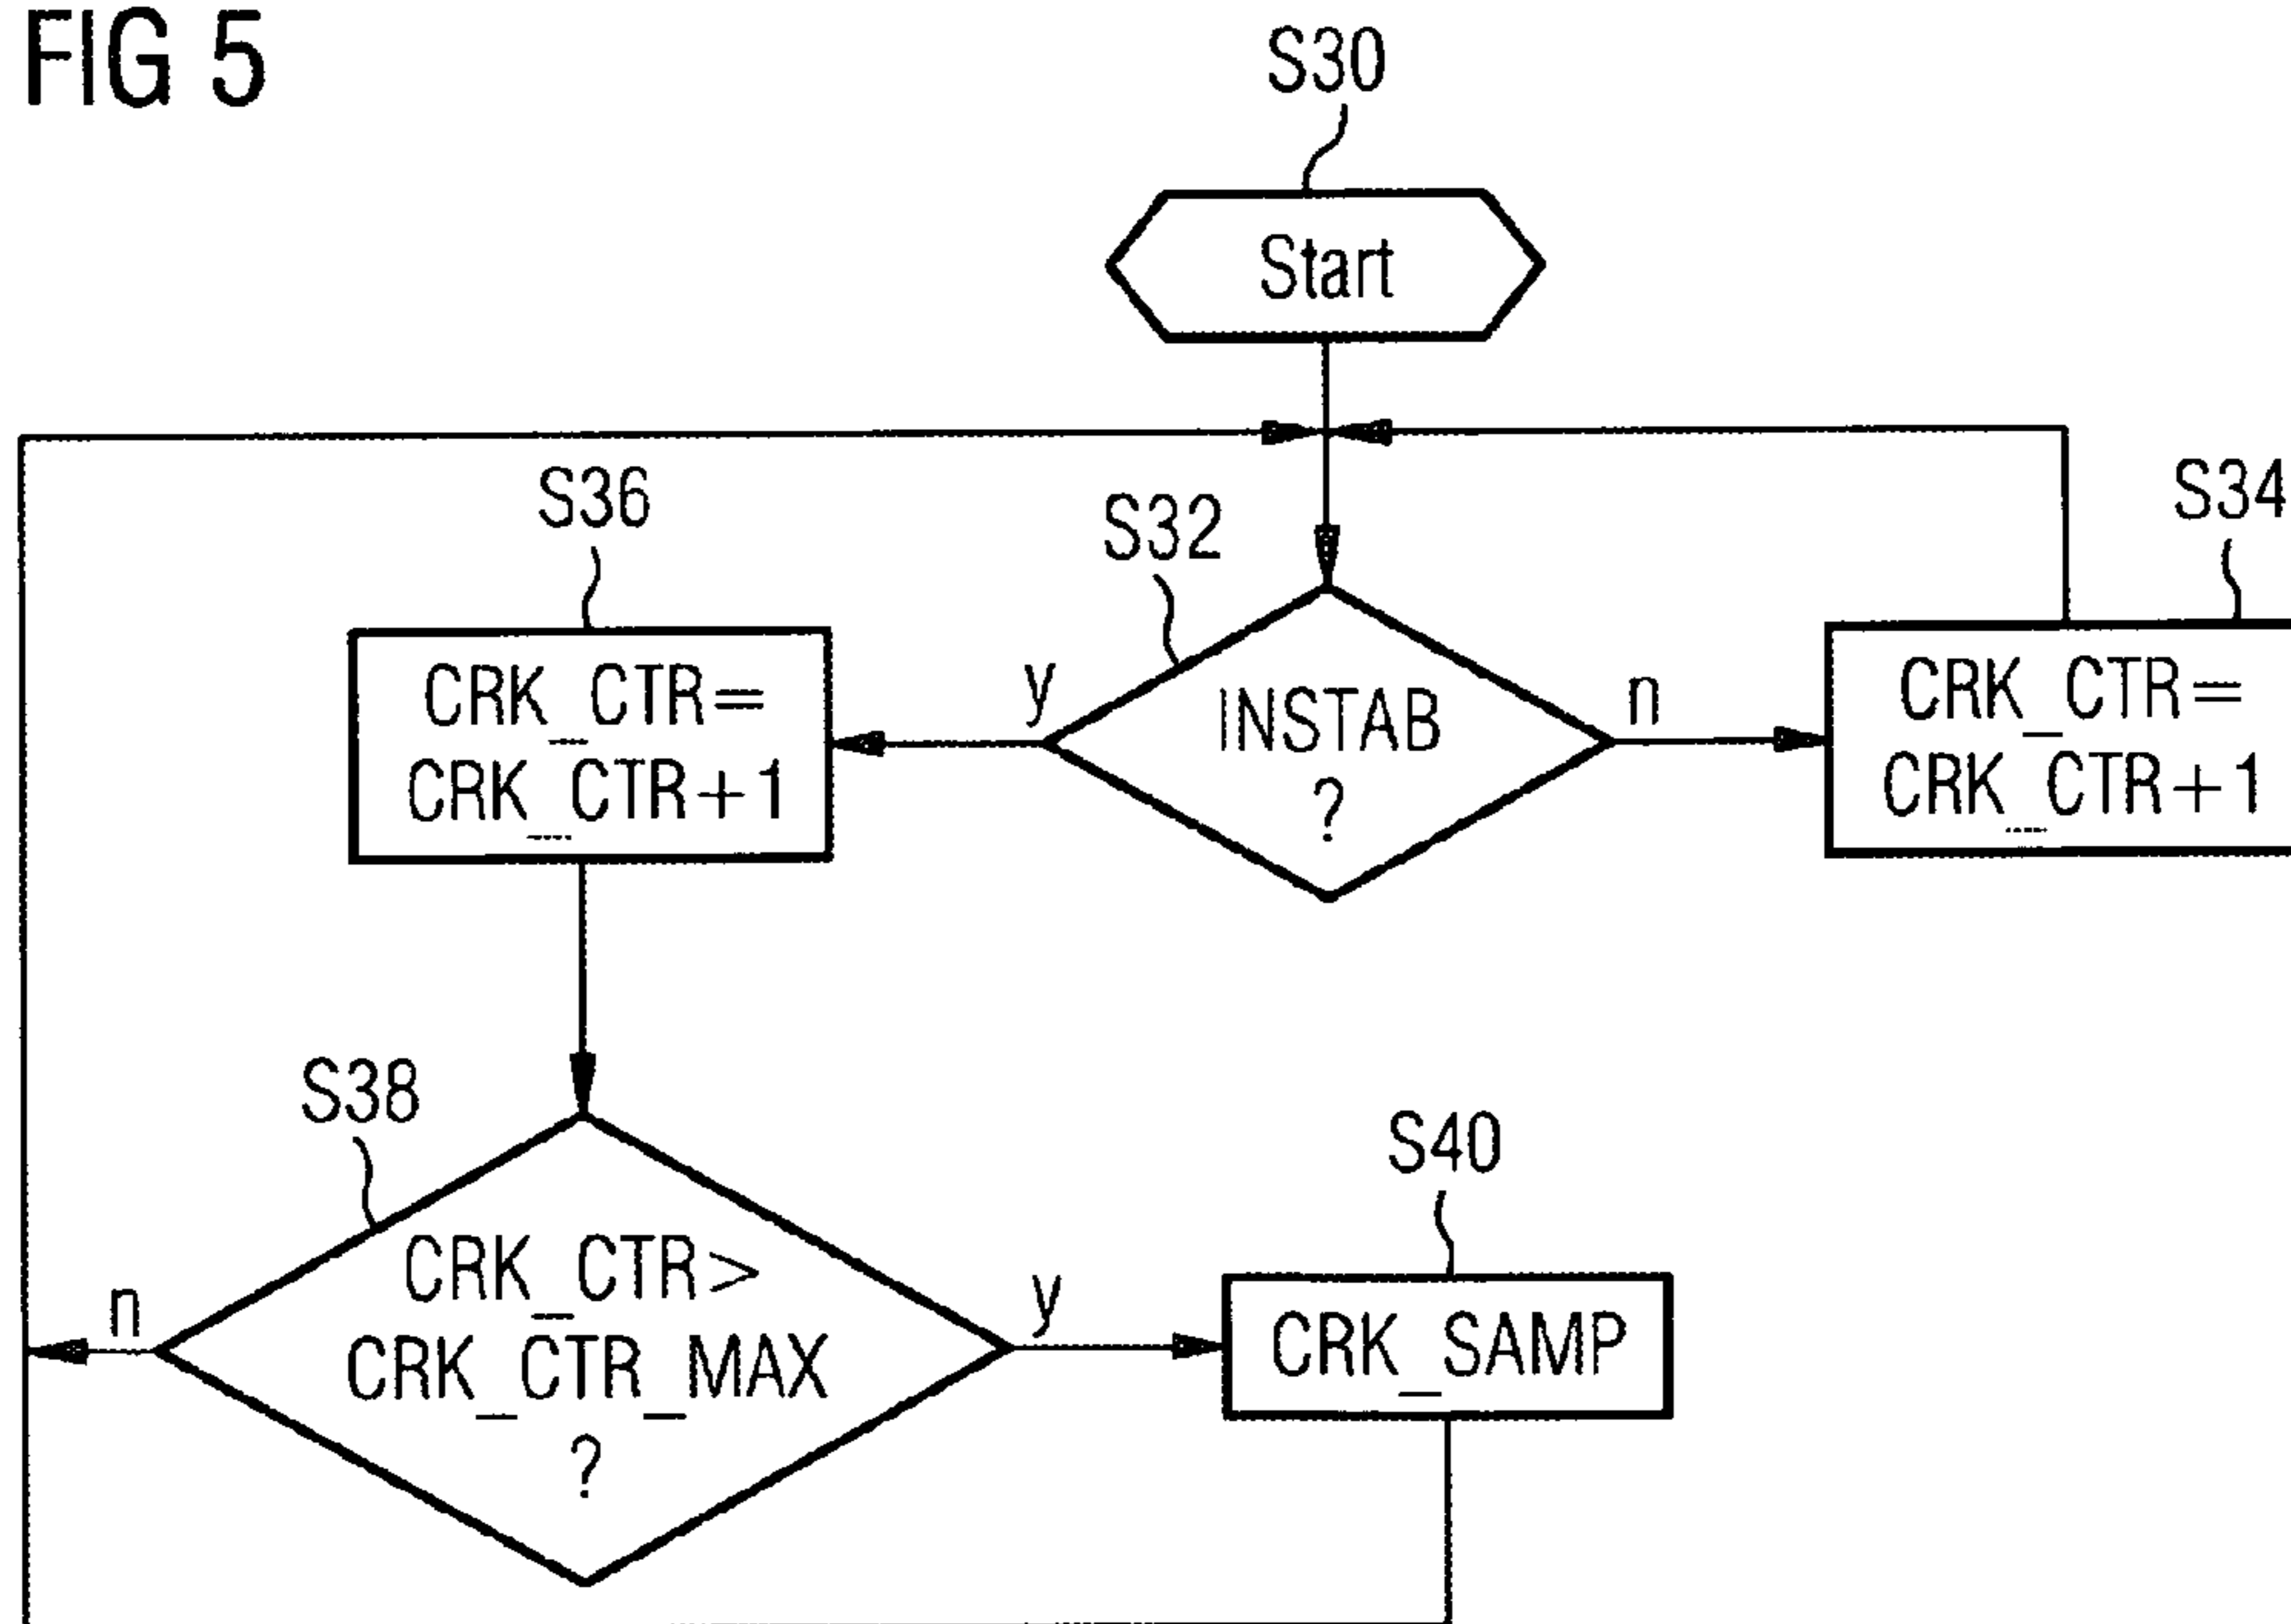 FIG 5
S30
Start
S36
S32
S34
CRK_CTR=
CRK_CTR+1
y
INSTAB
?
n
CRK_CTR=
CRK_CTR+1
S38
S40
n
CRK_CTR>
CRK_CTR_MAX
?
y
CRK_SAMP